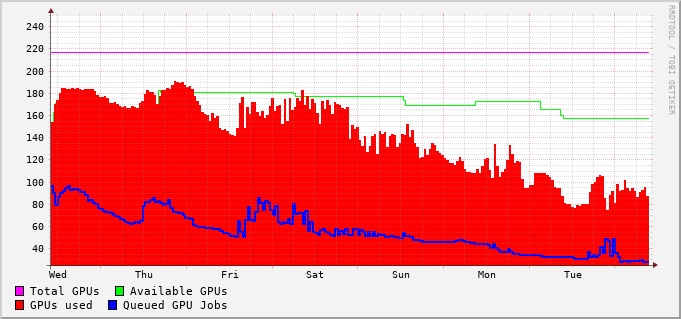 240
220
200
180
160
140
120
100
80
60
40
Wed Thu Fri Sat Sun Mon Tue
Total GPUs Available GPUs
GPUs used Queued GPU Jobs
RRDTOOL / TOBI OETIKER